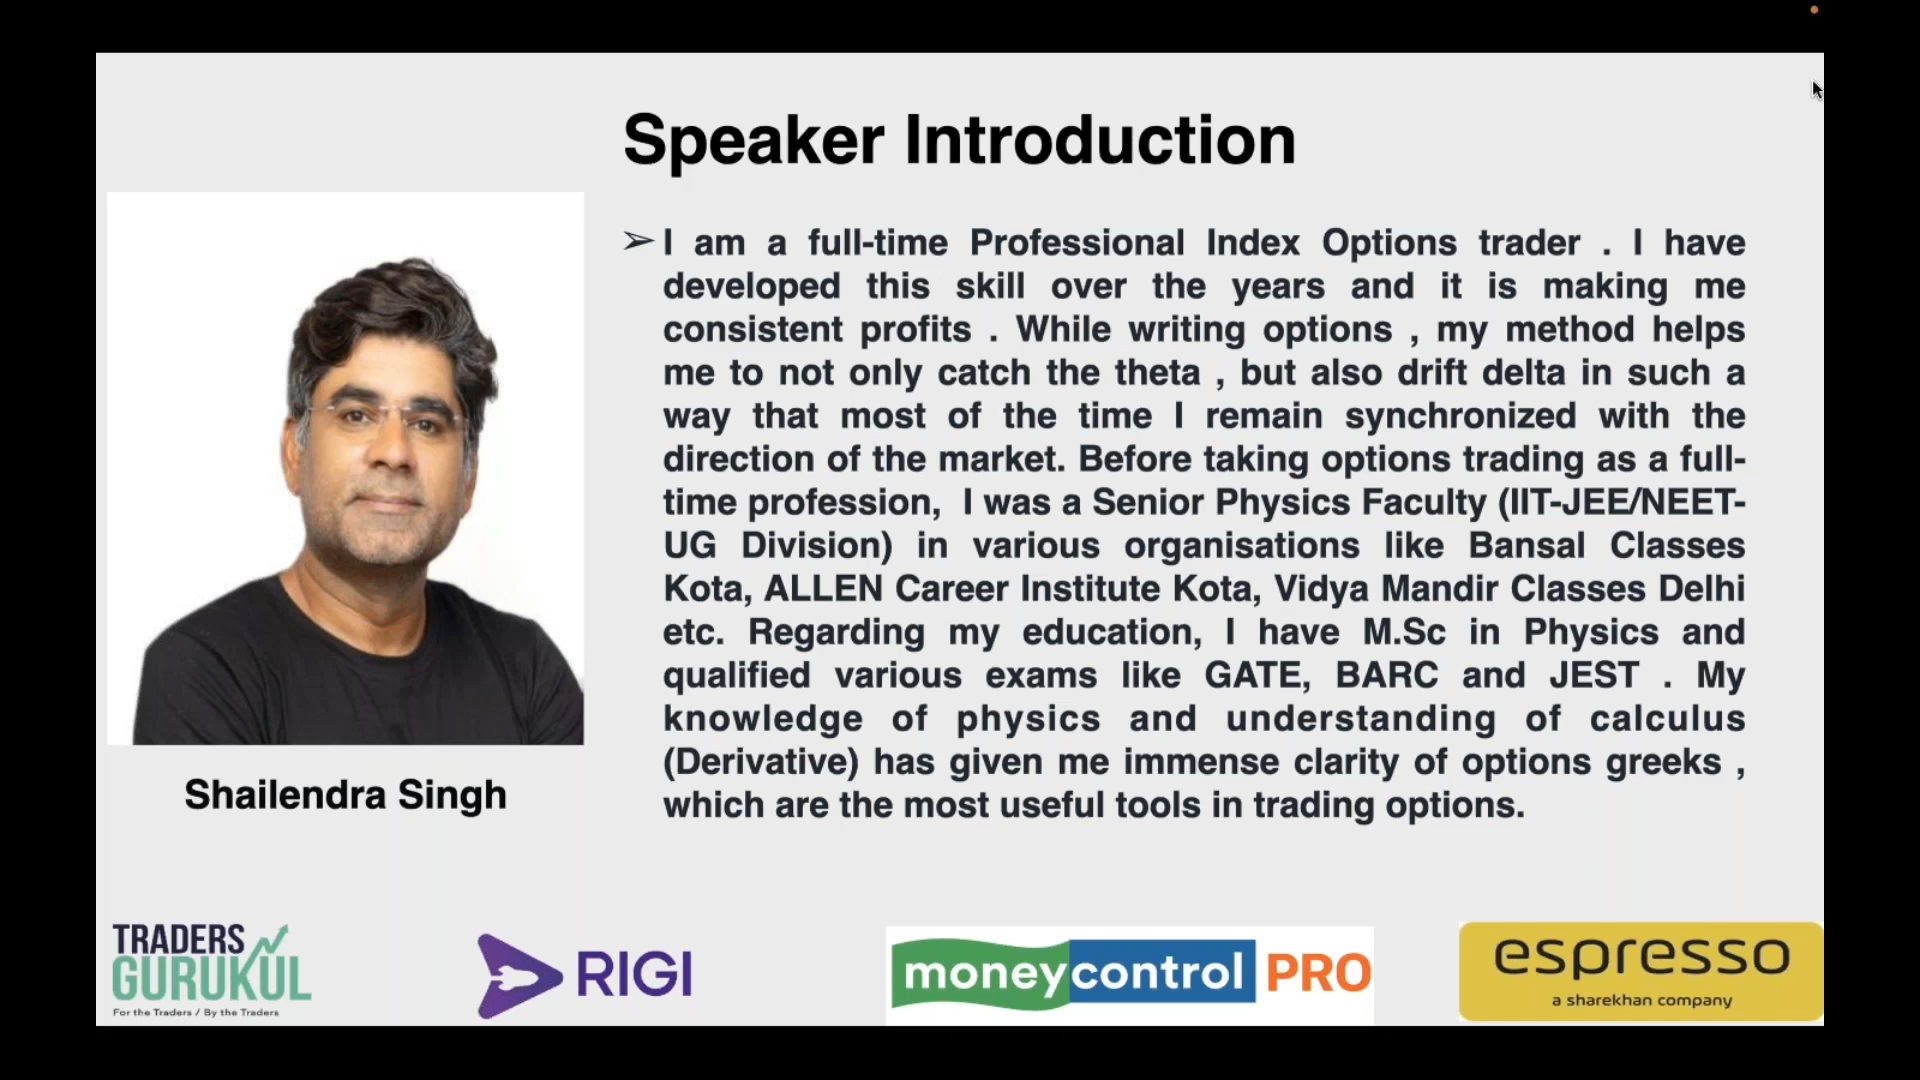 Speaker Introduction
➢ I am a full-time Professional Index Options trader . I have
developed this skill over the years and it is making me
consistent profits . While writing options , my method helps
me to not only catch the theta , but also drift delta in such a
way that most of the time I remain synchronized with the
direction of the market. Before taking options trading as a full-
time profession, I was a Senior Physics Faculty (IIT-JEE/NEET-
UG Division) in various organisations like Bansal Classes
Kota, ALLEN Career Institute Kota, Vidya Mandir Classes Delhi
etc. Regarding my education, I have M.Sc in Physics and
qualified various exams like GATE, BARC and JEST . My
knowledge of physics and understanding of calculus
(Derivative) has given me immense clarity of options greeks ,
which are the most useful tools in trading options.
Shailendra Singh
TRADERS
GURUKUL
For the Traders / By the Traders
RIGI
moneycontrol PRO
espresso
a sharekhan company